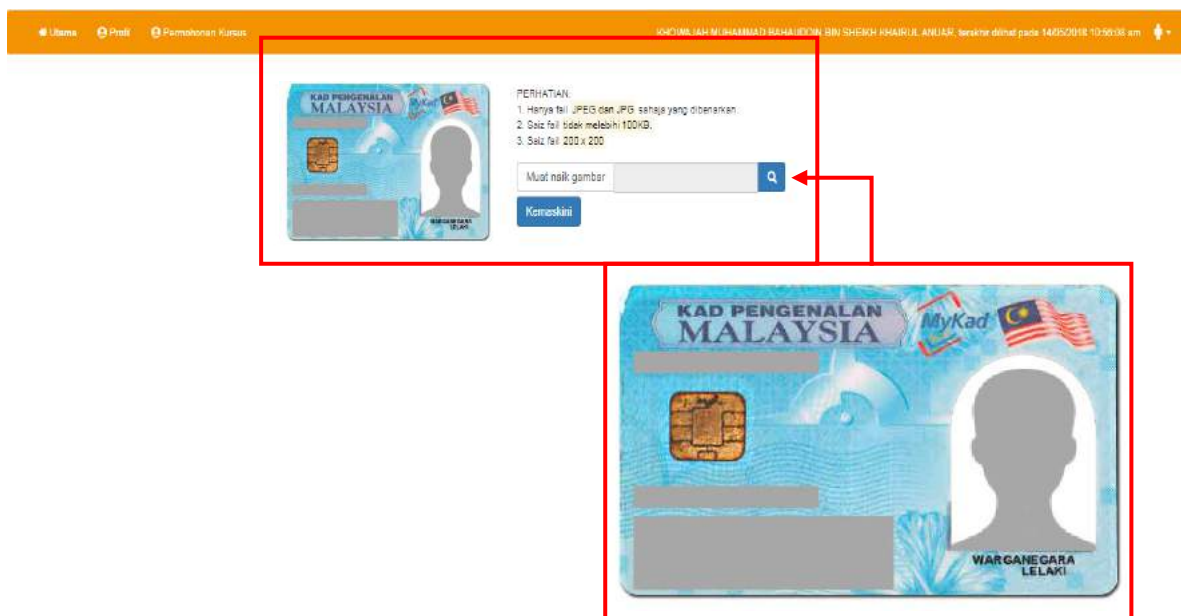 Utama Profil Permohonan Kursus KHOWAJAH MUHAMMAD BAHAUDDIN BIN SHEIKH KHAIRUL ANUAR, terakhir dilihat pada 14/05/2018 10:56:08 am
KAD PENGENALAN
MALAYSIA
MyKad
WARGANEGARA
LELAKI
PERHATIAN:
1. Hanya fail JPEG dan JPG sahaja yang dibenarkan.
2. Saiz fail tidak melebihi 100KB.
3. Saiz fail 200 x 200
Muat naik gambar
Kemaskini
KAD PENGENALAN
MALAYSIA
MyKad
WARGANEGARA
LELAKI